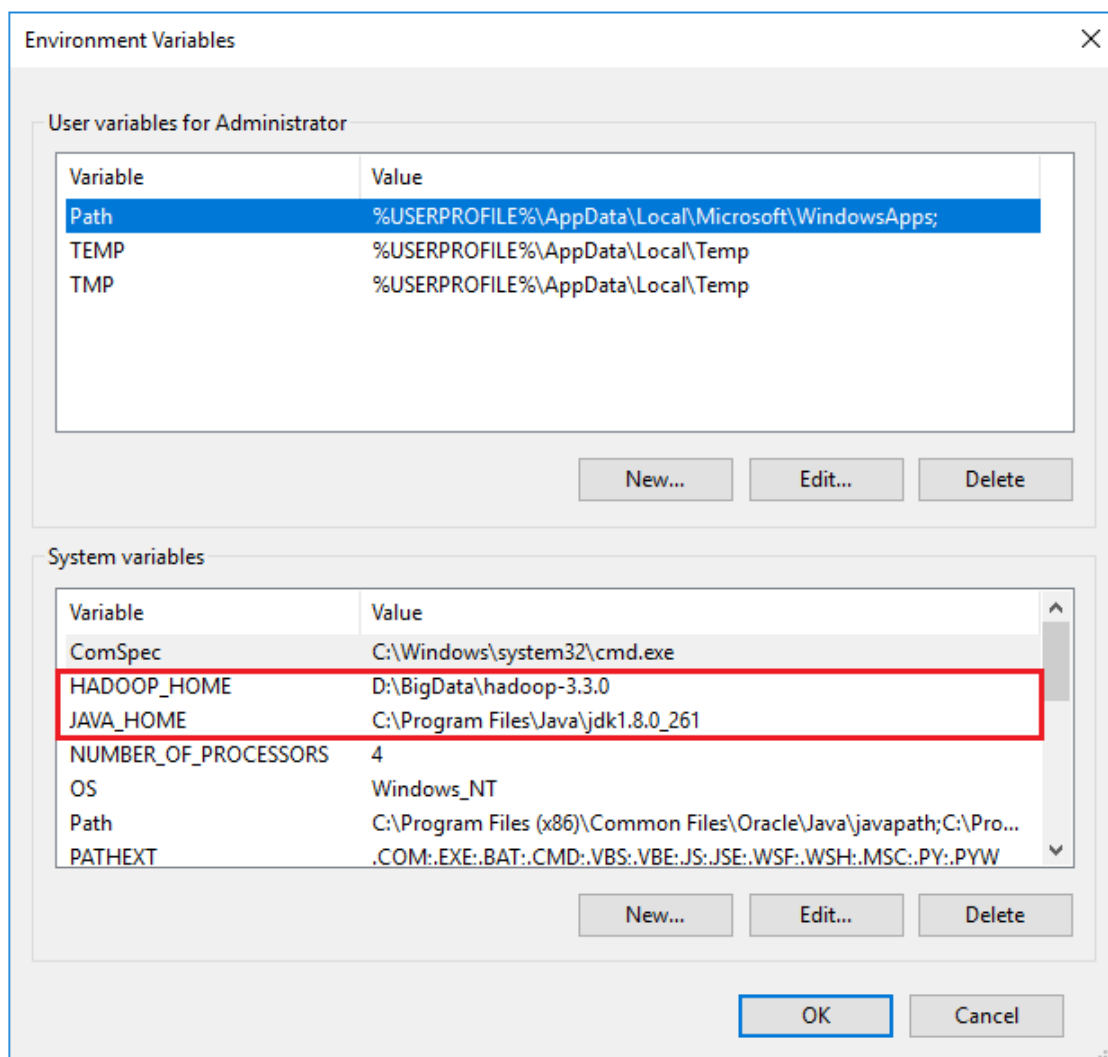 Environment Variables
User variables for Administrator
Variable Value
Path %USERPROFILE%\AppData\Local\Microsoft\WindowsApps;
TEMP %USERPROFILE%\AppData\Local\Temp
TMP %USERPROFILE%\AppData\Local\Temp
New... Edit... Delete
System variables
Variable Value
ComSpec C:\Windows\system32\cmd.exe
HADOOP_HOME D:\BigData\hadoop-3.3.0
JAVA_HOME C:\Program Files\Java\jdk1.8.0_261
NUMBER_OF_PROCESSORS 4
OS Windows_NT
Path C:\Program Files (x86)\Common Files\Oracle\Java\javapath;C:\Pro...
PATHEXT .COM;.EXE;.BAT;.CMD;.VBS;.VBE;.JS;.JSE;.WSF;.WSH;.MSC;.PY;.PYW
New... Edit... Delete
OK Cancel